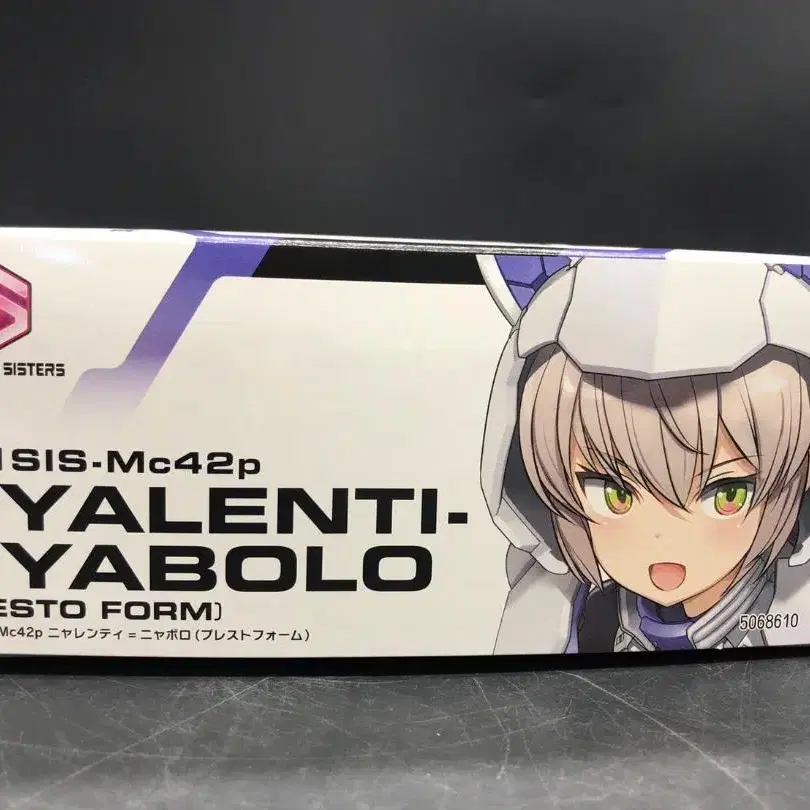 SISTERS
1SIS-Mc42p
YALENTI-
YABOLO
ESTO FORM)
Mc42p ニャレンティ=ニャボロ(プレストフォーム)
5068610